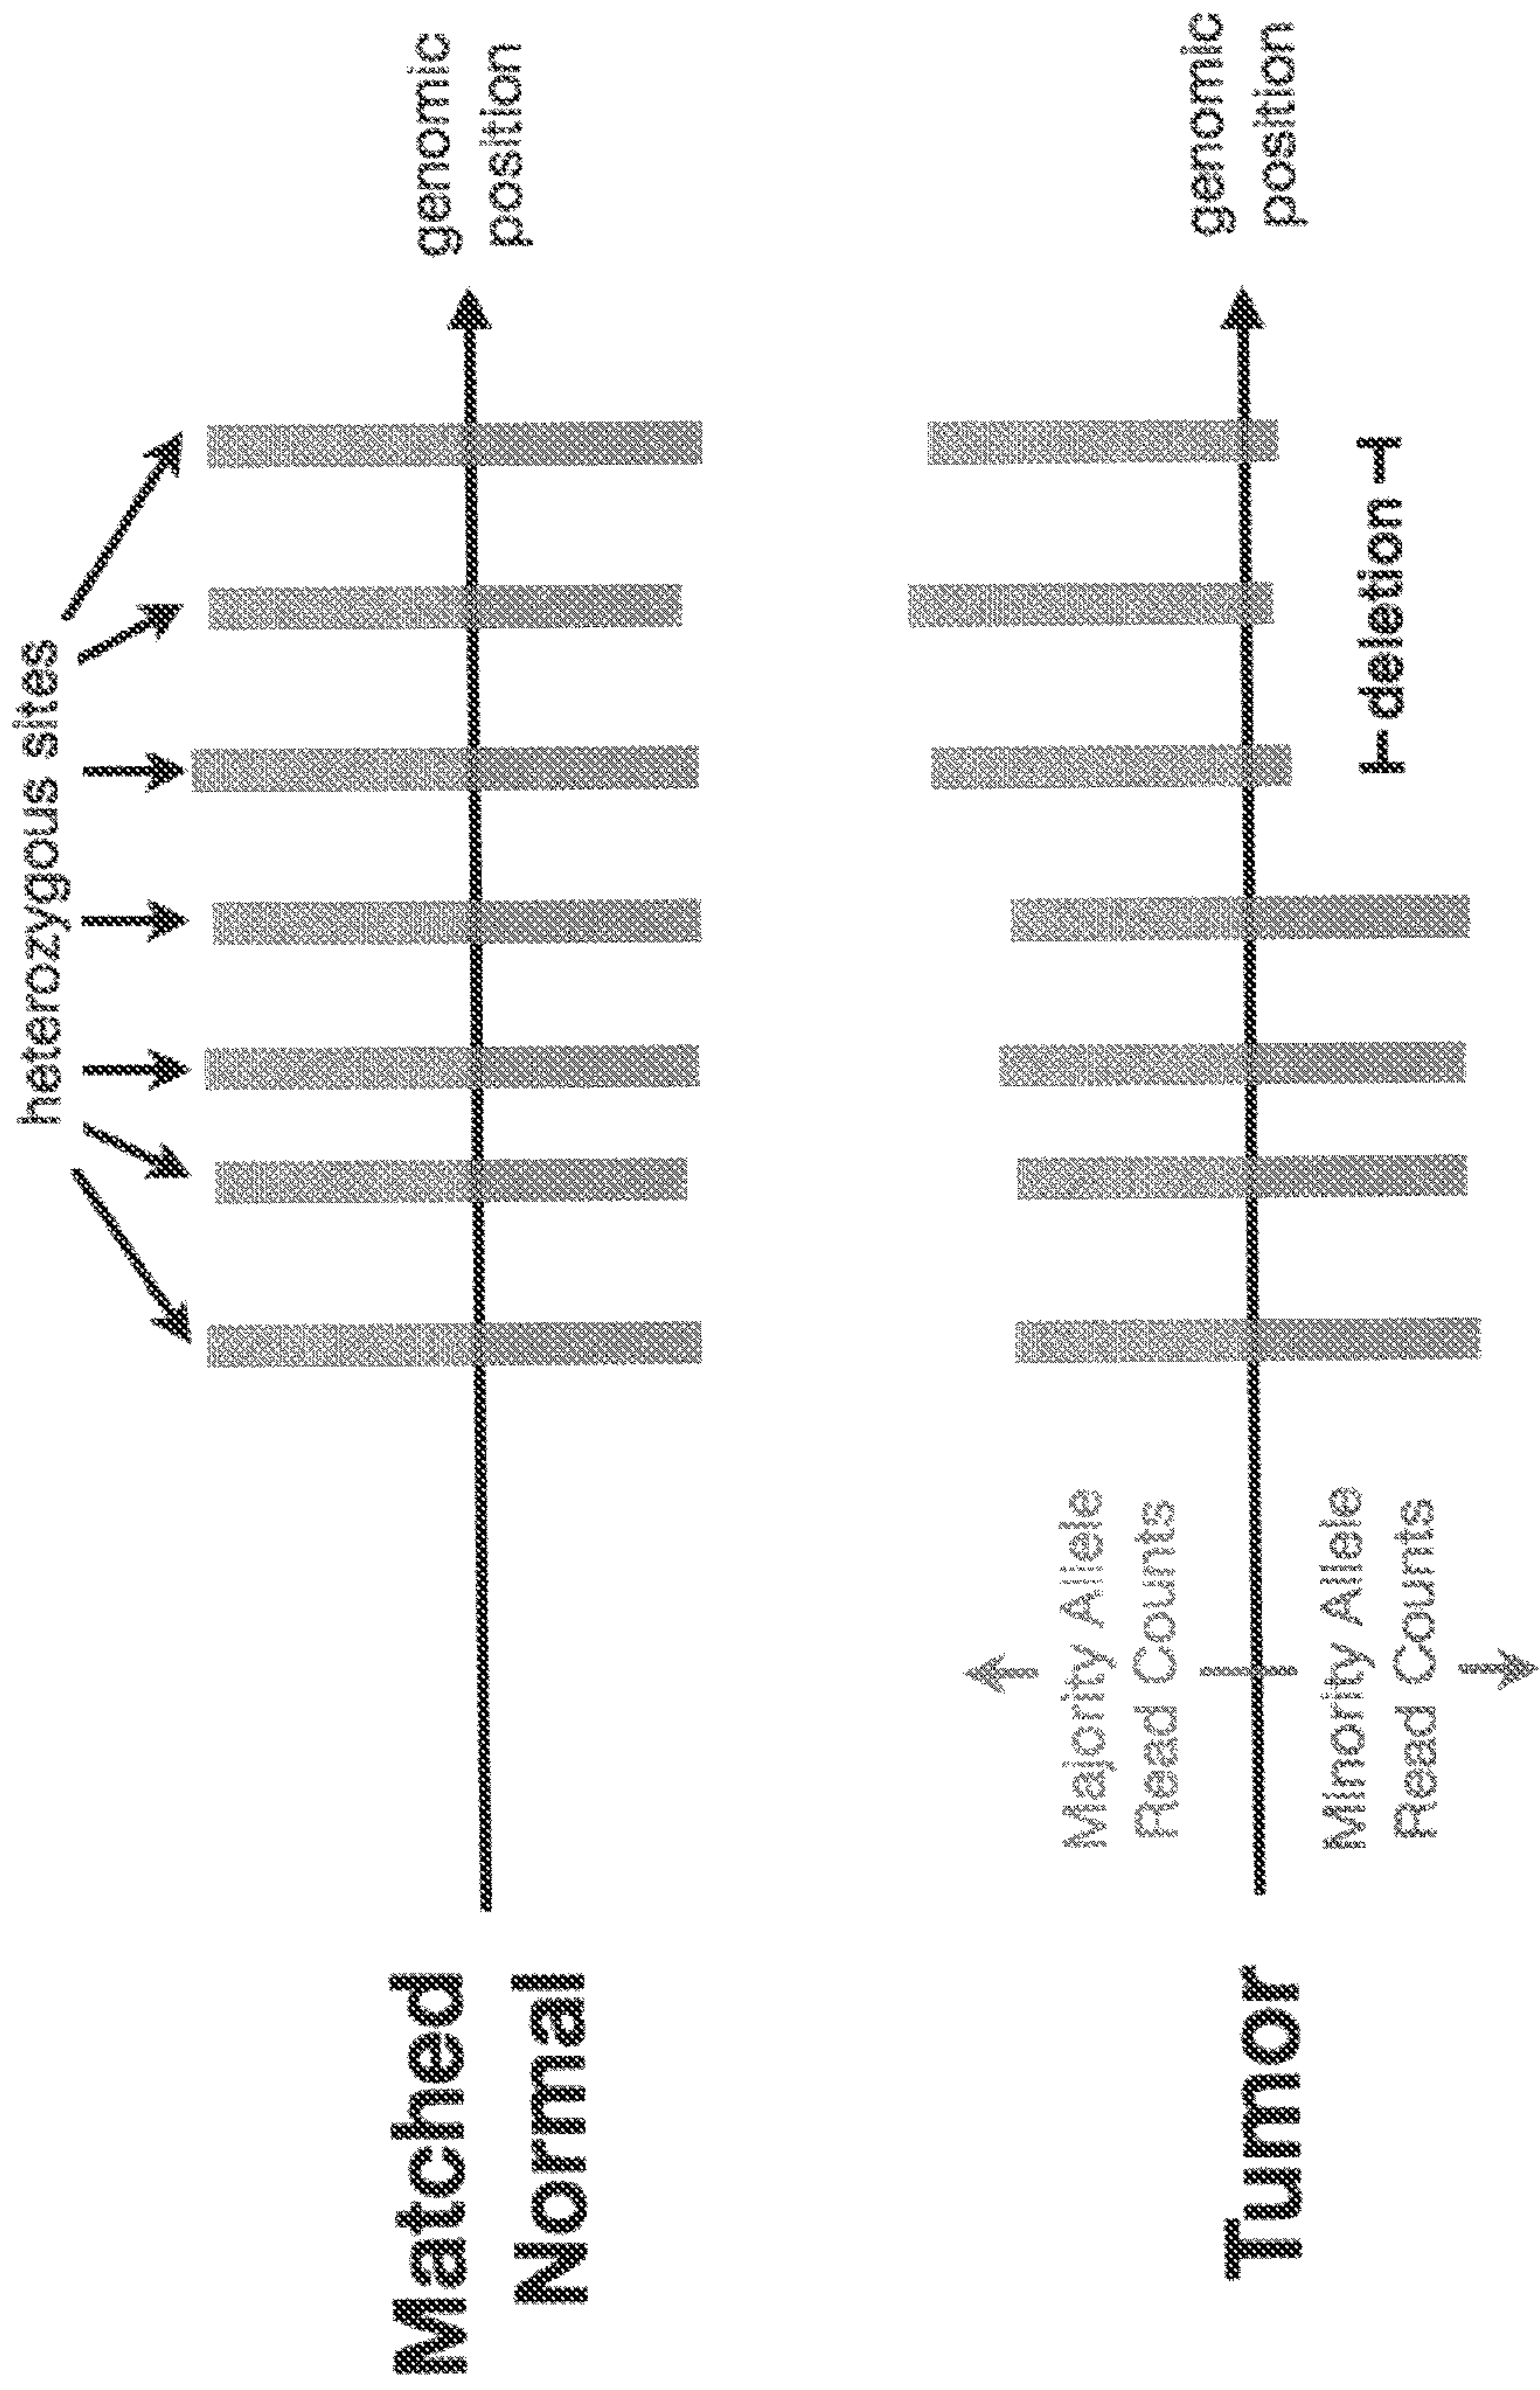 heterozygous sites
Matched
Normal
genomic
position
Majority Allele
Read Counts
Tumor
genomic
position
Minority Allele
Read Counts
deletion